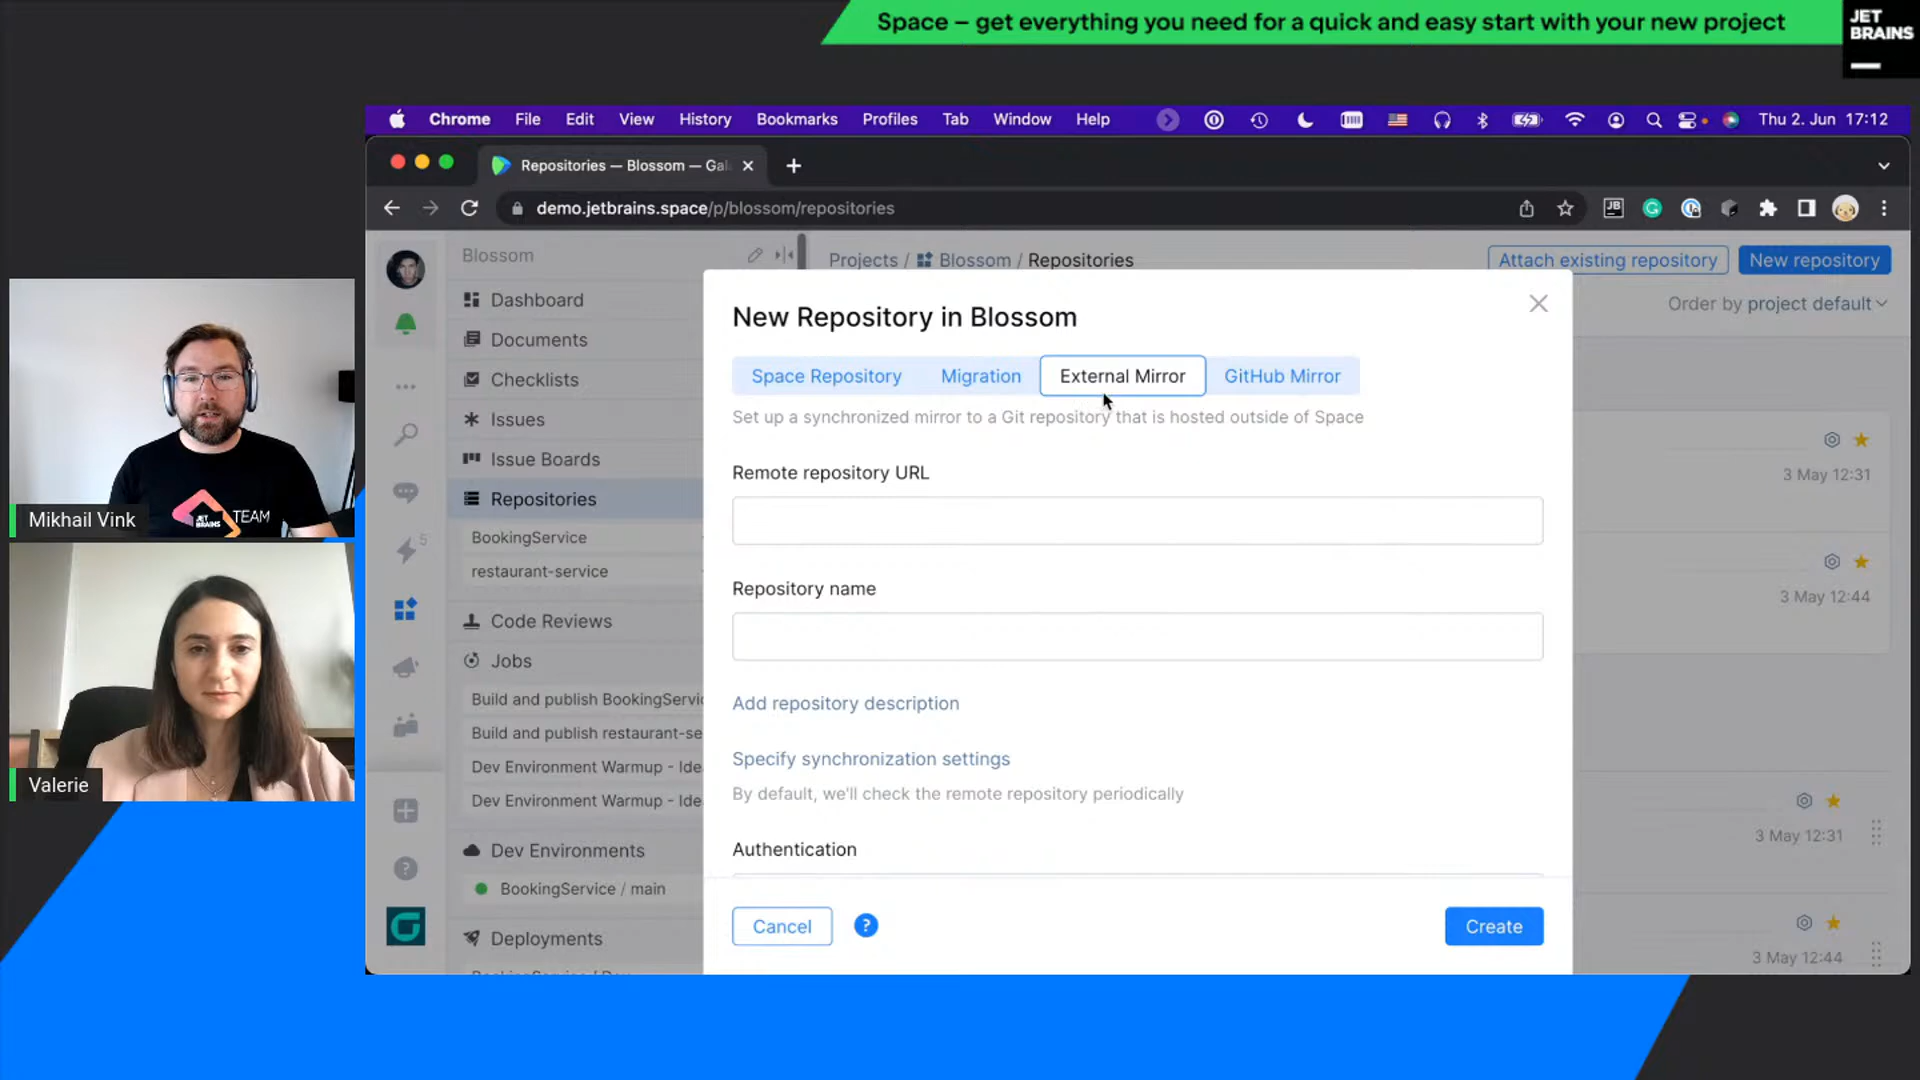 Space – get everything you need for a quick and easy start with your new project
JET
BRAINS
Chrome File Edit View History Bookmarks Profiles Tab Window Help
Thu 2. Jun 17:12
Repositories — Blossom — Gal
demo.jetbrains.space/p/blossom/repositories
Blossom
Dashboard
Documents
Checklists
Issues
Issue Boards
Repositories
BookingService
restaurant-service
Code Reviews
Jobs
Build and publish BookingServi
Build and publish restaurant-se
Dev Environment Warmup - Ide
Dev Environment Warmup - Ide
Dev Environments
BookingService / main
Deployments
5
Projects / Blossom / Repositories
Attach existing repository
New repository
Order by project default
3 May 12:31
3 May 12:44
3 May 12:31
3 May 12:44
New Repository in Blossom
Space Repository Migration External Mirror GitHub Mirror
Set up a synchronized mirror to a Git repository that is hosted outside of Space
Remote repository URL
Repository name
Add repository description
Specify synchronization settings
By default, we'll check the remote repository periodically
Authentication
Cancel
?
Create
JET
BRAINS
TEAM
Mikhail Vink
Valerie